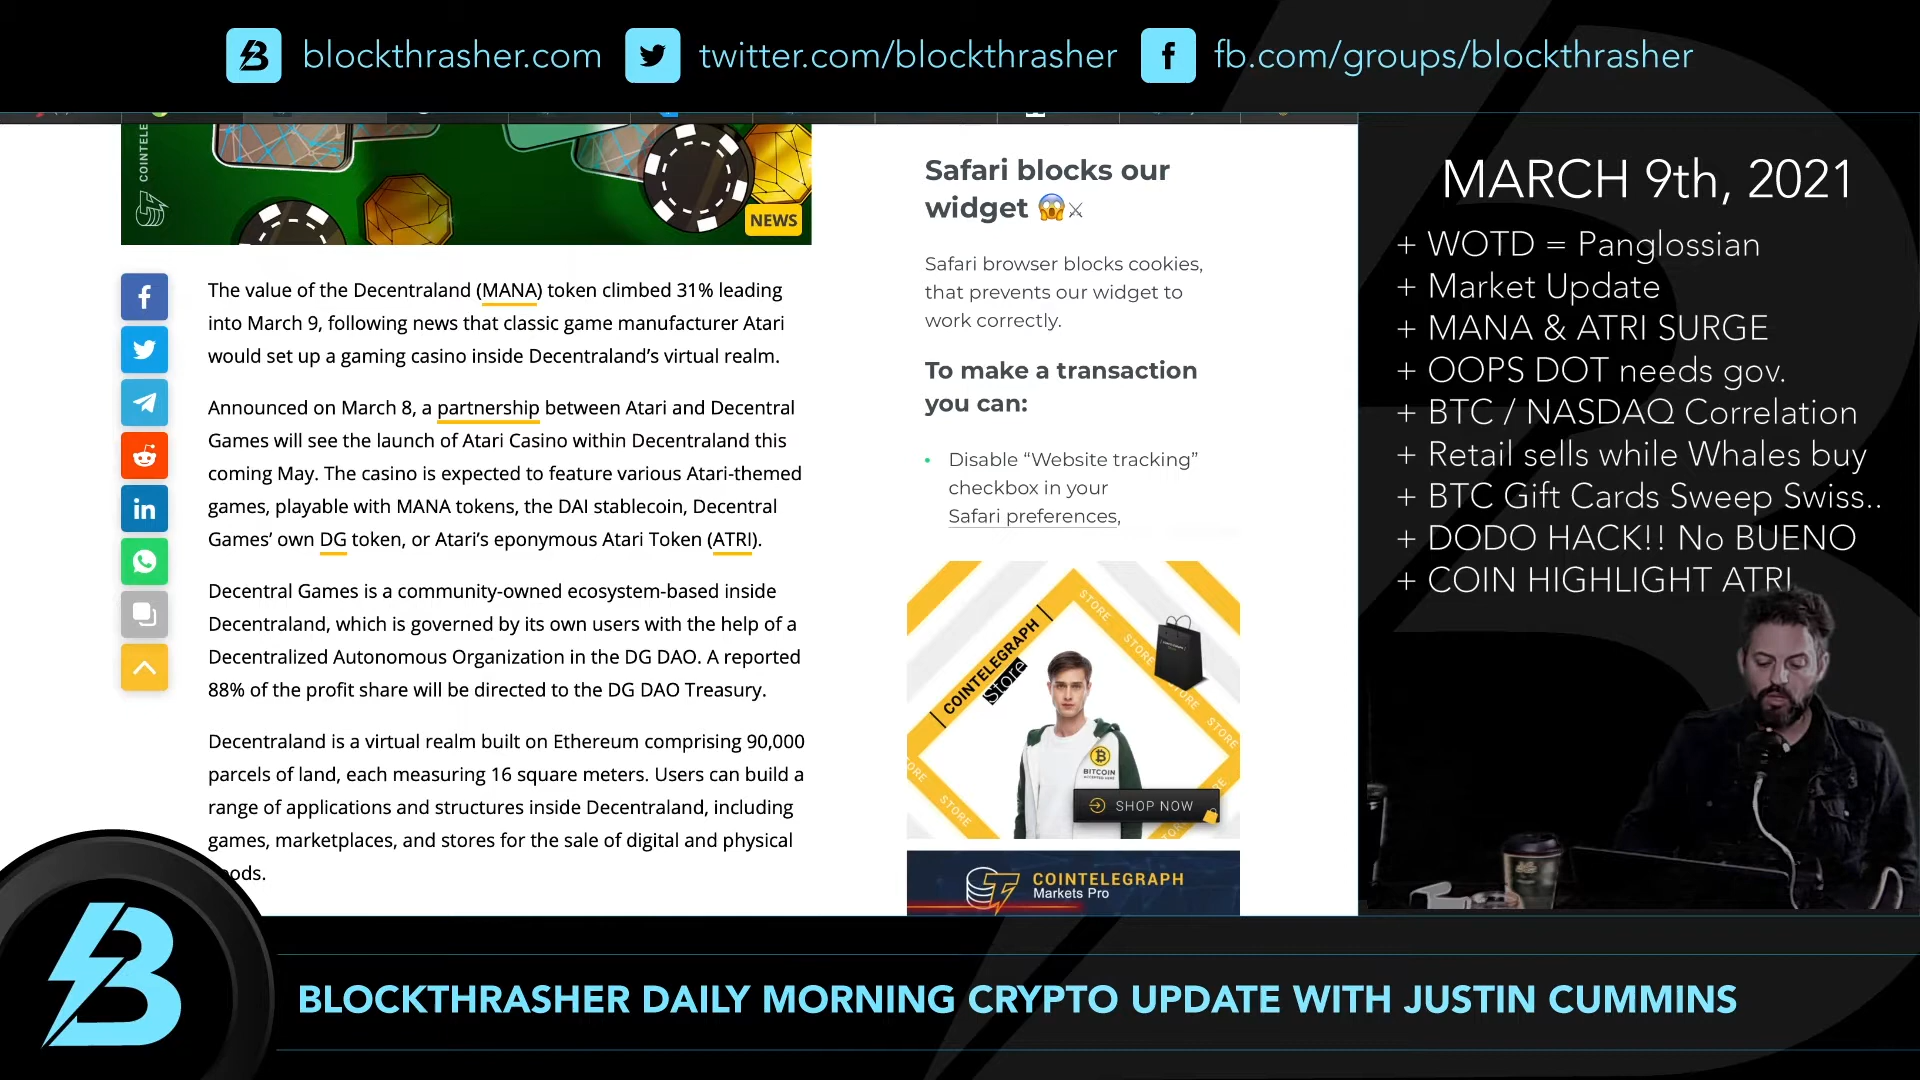 blockthrasher.com twitter.com/blockthrasher fb.com/groups/blockthrasher
COINTELE
NEWS
The value of the Decentraland (MANA) token climbed 31% leading
into March 9, following news that classic game manufacturer Atari
would set up a gaming casino inside Decentraland’s virtual realm.
Announced on March 8, a partnership between Atari and Decentral
Games will see the launch of Atari Casino within Decentraland this
coming May. The casino is expected to feature various Atari-themed
games, playable with MANA tokens, the DAI stablecoin, Decentral
Games’ own DG token, or Atari’s eponymous Atari Token (ATRI).
Decentral Games is a community-owned ecosystem-based inside
Decentraland, which is governed by its own users with the help of a
Decentralized Autonomous Organization in the DG DAO. A reported
88% of the profit share will be directed to the DG DAO Treasury.
Decentraland is a virtual realm built on Ethereum comprising 90,000
parcels of land, each measuring 16 square meters. Users can build a
range of applications and structures inside Decentraland, including
games, marketplaces, and stores for the sale of digital and physical
ods.
Safari blocks our
widget 😱⚔
Safari browser blocks cookies,
that prevents our widget to
work correctly.
To make a transaction
you can:
• Disable “Website tracking”
checkbox in your
Safari preferences,
| COINTELEGRAPH |
Store
STORE
STORE
STORE
STORE
STORE
STORE
BITCOIN
ACCEPTED HERE
SHOP NOW
COINTELEGRAPH
Markets Pro
MARCH 9th, 2021
+ WOTD = Panglossian
+ Market Update
+ MANA & ATRI SURGE
+ OOPS DOT needs gov.
+ BTC / NASDAQ Correlation
+ Retail sells while Whales buy
+ BTC Gift Cards Sweep Swiss..
+ DODO HACK!! No BUENO
+ COIN HIGHLIGHT ATRI
BLOCKTHRASHER DAILY MORNING CRYPTO UPDATE WITH JUSTIN CUMMINS